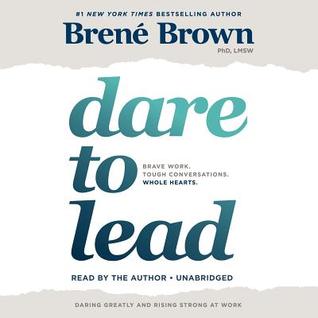 #1 NEW YORK TIMES BESTSELLING AUTHOR
Brené Brown
PhD, LMSW
dare
to
BRAVE WORK.
TOUGH CONVERSATIONS.
WHOLE HEARTS.
lead
READ BY THE AUTHOR • UNABRIDGED
DARING GREATLY AND RISING STRONG AT WORK